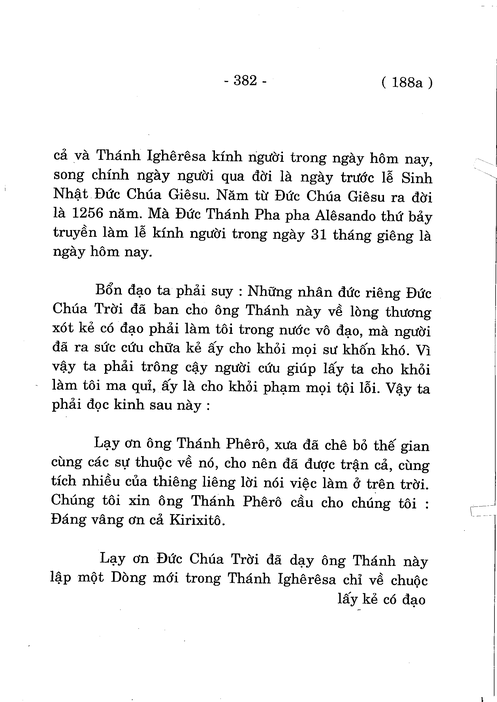 - 382 - ( 188a )
cả và Thánh Ighêrêsa kính người trong ngày hôm nay,
song chính ngày người qua đời là ngày trước lễ Sinh
Nhật Đức Chúa Giêsu. Năm từ Đức Chúa Giêsu ra đời
là 1256 năm. Mà Đức Thánh Pha pha Alêsando thứ bảy
truyền làm lễ kính người trong ngày 31 tháng giêng là
ngày hôm nay.
Bổn đạo ta phải suy : Những nhân đức riêng Đức
Chúa Trời đã ban cho ông Thánh này về lòng thương
xót kẻ có đạo phải làm tôi trong nước vô đạo, mà người
đã ra sức cứu chữa kẻ ấy cho khỏi mọi sư khốn khó. Vì
vậy ta phải trông cậy người cứu giúp lấy ta cho khỏi
làm tôi ma quỉ, ấy là cho khỏi phạm mọi tội lỗi. Vậy ta
phải đọc kinh sau này :
Lạy ơn ông Thánh Phêrô, xưa đã chê bỏ thế gian
cùng các sự thuộc về nó, cho nên đã được trận cả, cùng
tích nhiều của thiêng liêng lời nói việc làm ở trên trời.
Chúng tôi xin ông Thánh Phêrô cầu cho chúng tôi :
Đáng vâng ơn cả Kirixitô.
Lạy ơn Đức Chúa Trời đã dạy ông Thánh này
lập một Dòng mới trong Thánh Ighêrêsa chỉ về chuộc
lấy kẻ có đạo